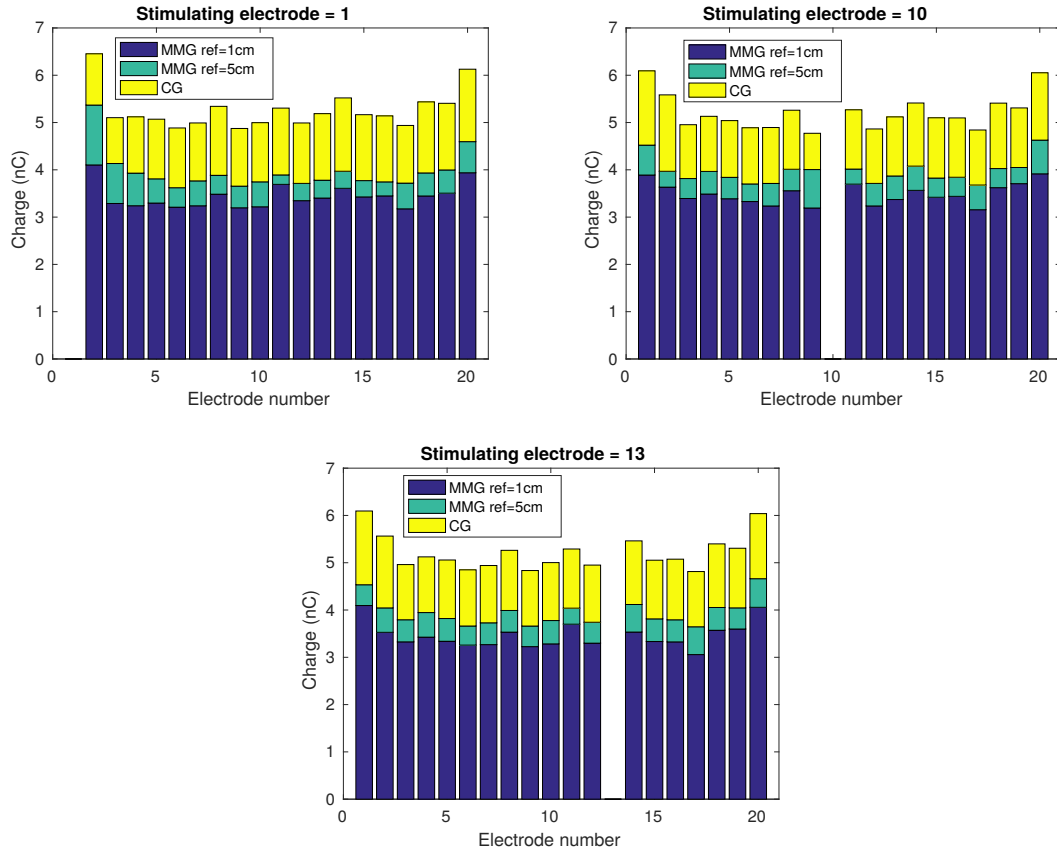 Stimulating electrode = 1
7
6
5
4
3
2
1
0
Charge (nC)
MMG ref=1cm
MMG ref=5cm
CG
0 5 10 15 20
Electrode number
Stimulating electrode = 10
7
6
5
4
3
2
1
0
Charge (nC)
MMG ref=1cm
MMG ref=5cm
CG
0 5 10 15 20
Electrode number
Stimulating electrode = 13
7
6
5
4
3
2
1
0
Charge (nC)
MMG ref=1cm
MMG ref=5cm
CG
0 5 10 15 20
Electrode number